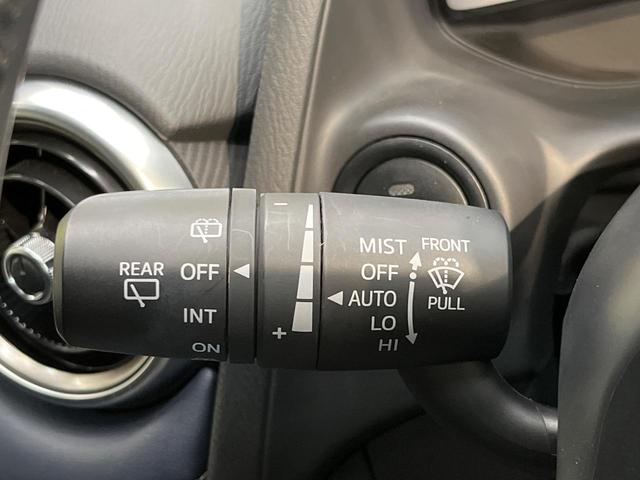 REAR
OFF
INT
ON
−
+
MIST
OFF
AUTO
LO
HI
FRONT
PULL